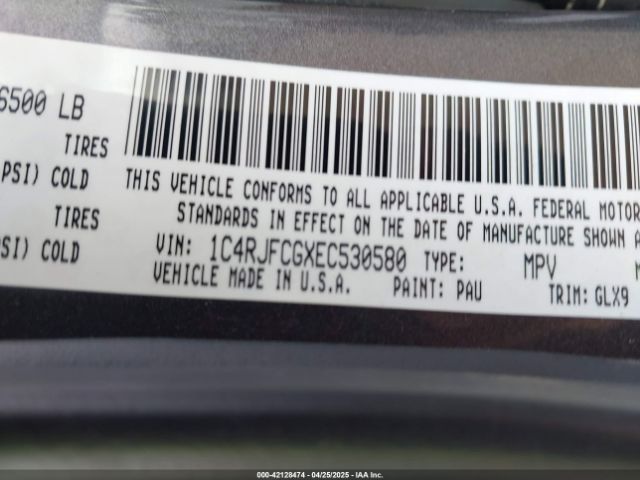 6500 LB
TIRES
PSI) COLD
THIS VEHICLE CONFORMS TO ALL APPLICABLE U.S.A. FEDERAL MOTOR
TIRES
STANDARDS IN EFFECT ON THE DATE OF MANUFACTURE SHOWN A
PSI) COLD
VIN: 1C4RJFCGXEC530580 TYPE: MPV
VEHICLE MADE IN U.S.A. PAINT: PAU TRIM: GLX9
000-42128474 04/25/2025 IAA Inc.